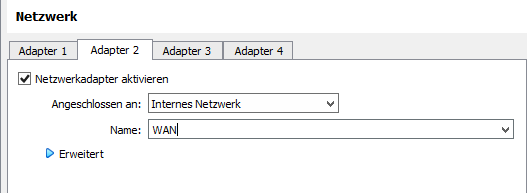 Netzwerk
Adapter 1 Adapter 2 Adapter 3 Adapter 4
Netzwerkadapter aktivieren
Angeschlossen an: Internes Netzwerk
Name: WAN
Erweitert